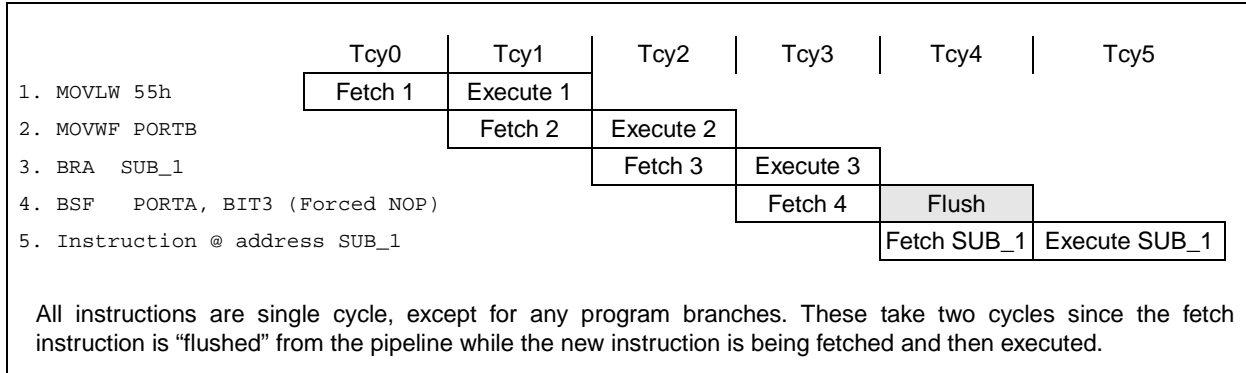 Tcy0 Tcy1 Tcy2 Tcy3 Tcy4 Tcy5
1. MOVLW 55h Fetch 1 Execute 1
2. MOVWF PORTB Fetch 2 Execute 2
3. BRA SUB_1 Fetch 3 Execute 3
4. BSF PORTA, BIT3 (Forced NOP) Fetch 4 Flush
5. Instruction @ address SUB_1 Fetch SUB_1 Execute SUB_1
All instructions are single cycle, except for any program branches. These take two cycles since the fetch
instruction is “flushed” from the pipeline while the new instruction is being fetched and then executed.